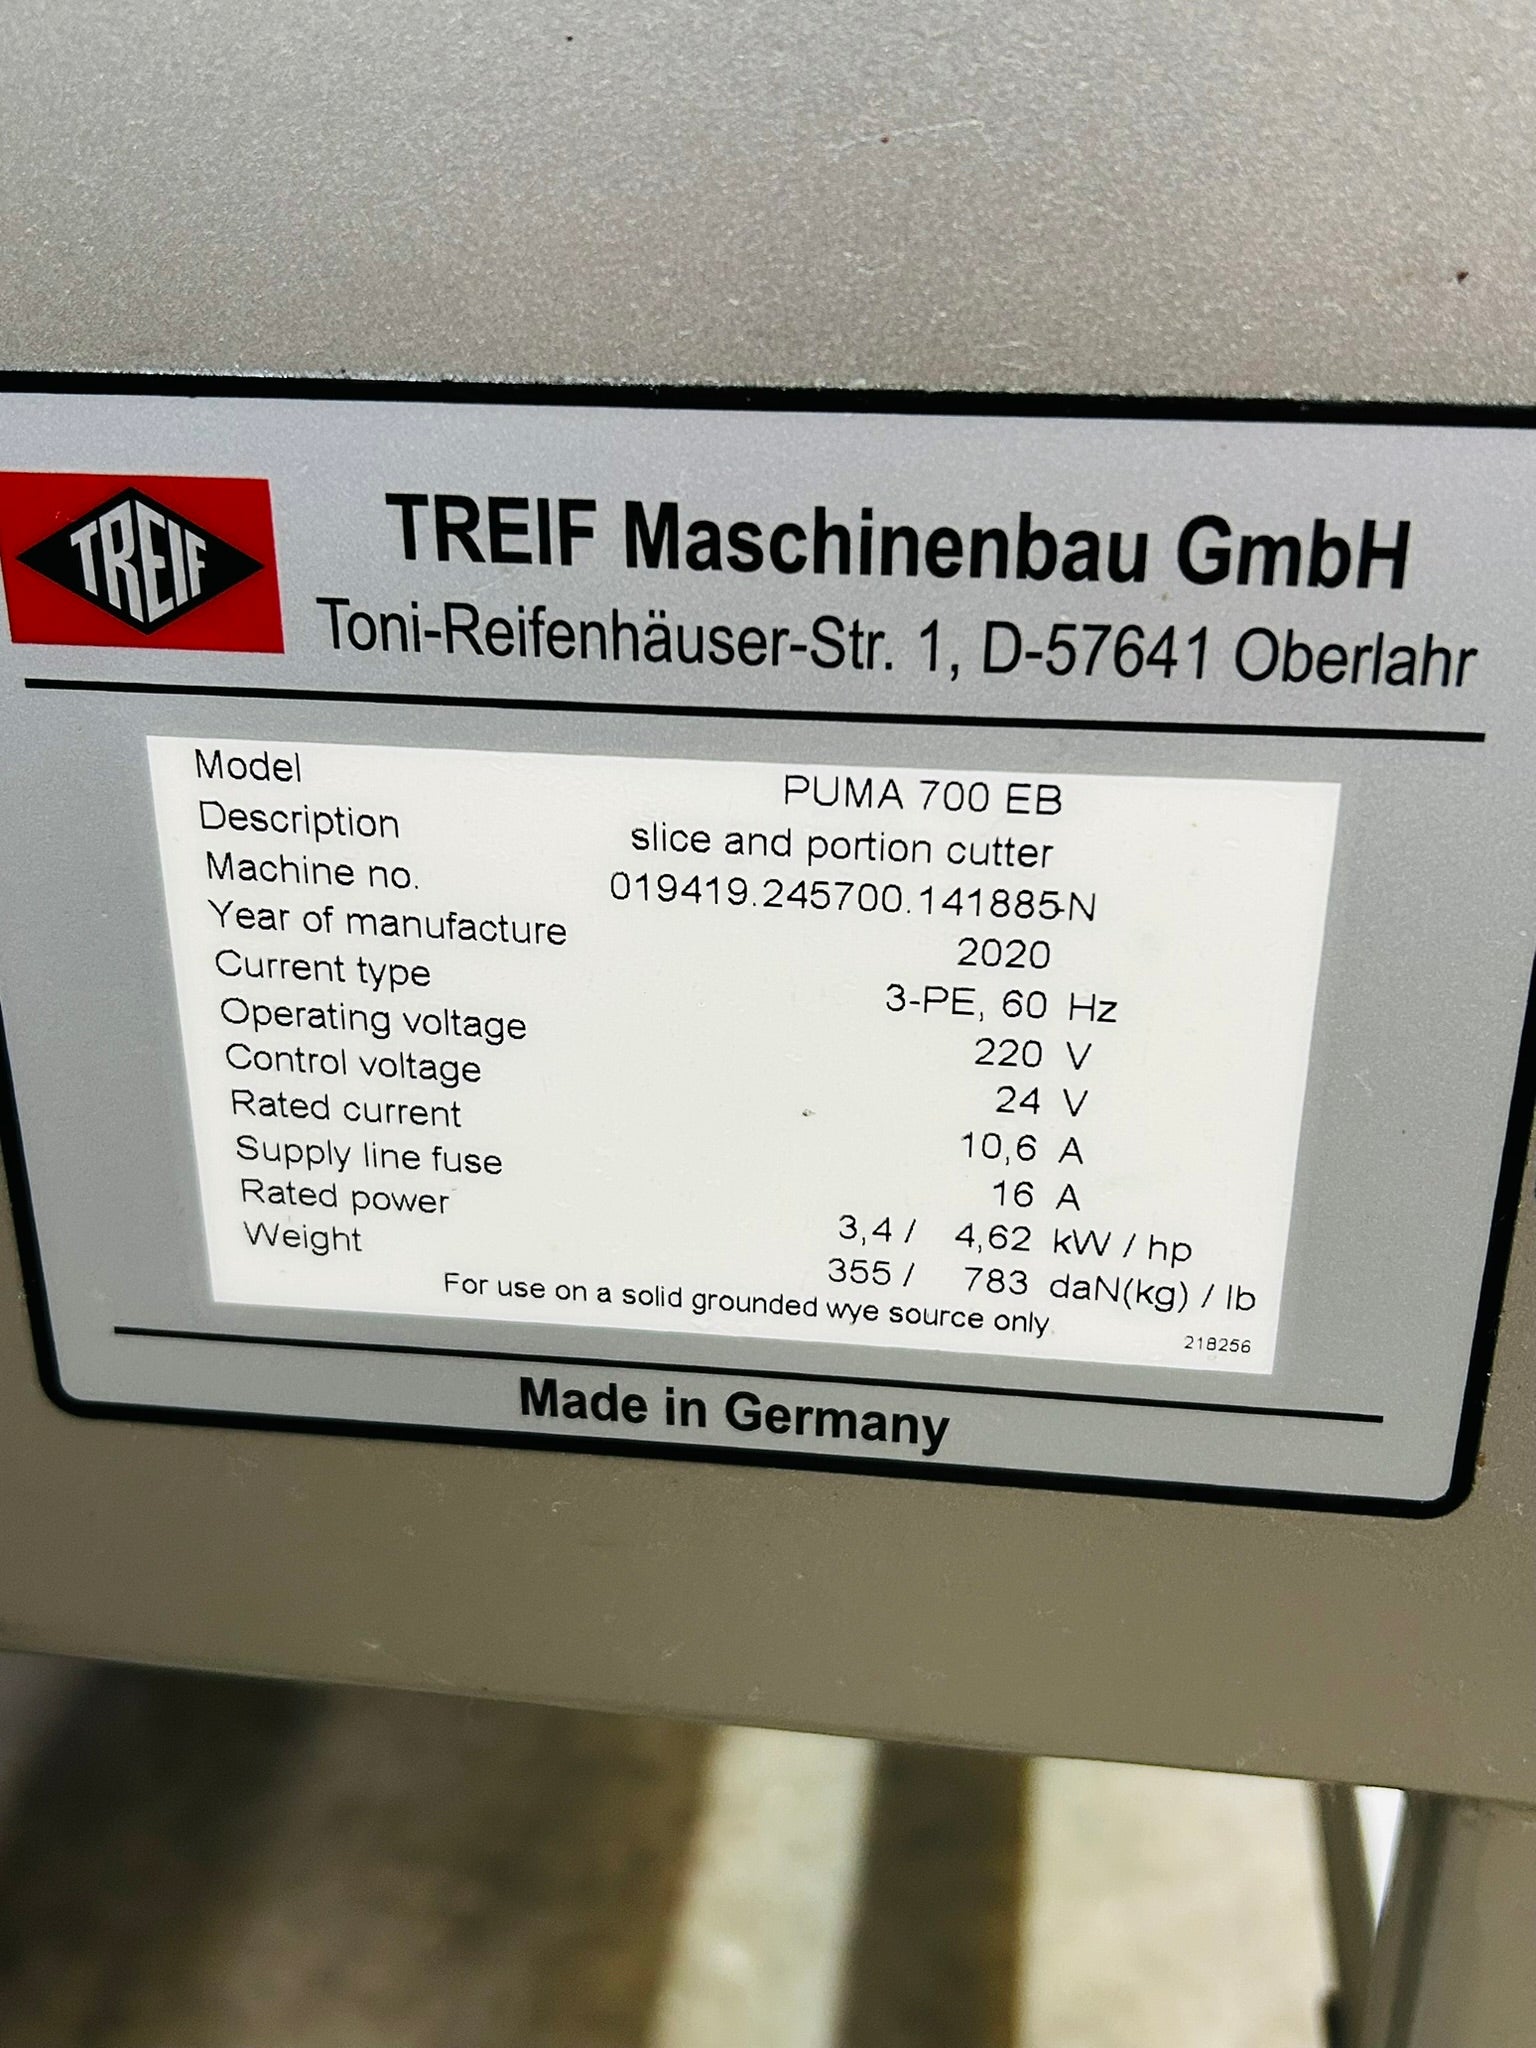 TREIF
TREIF Maschinenbau GmbH
Toni-Reifenhäuser-Str. 1, D-57641 Oberlahr
Model PUMA 700 EB
Description slice and portion cutter
Machine no. 019419.245700.141885-N
Year of manufacture 2020
Current type 3-PE, 60 Hz
Operating voltage 220 V
Control voltage 24 V
Rated current 10,6 A
Supply line fuse 16 A
Rated power 3,4 / 4,62 kW / hp
Weight 355 / 783 daN(kg) / lb
For use on a solid grounded wye source only
218256
Made in Germany